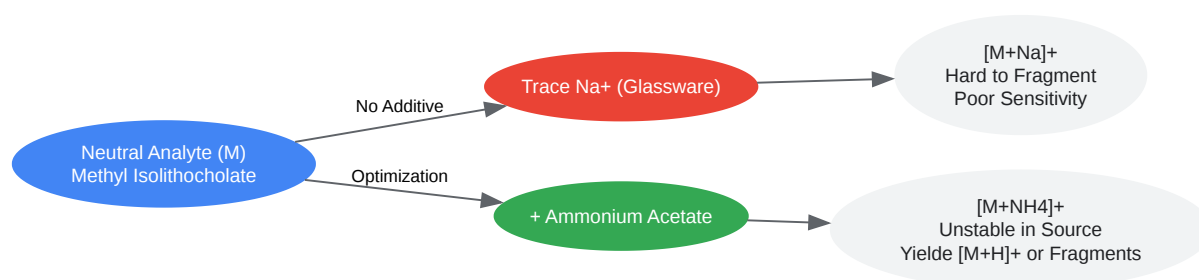 Neutral Analyte (M)
Methyl Isolithocholate
No Additive
Optimization
Trace Na+ (Glassware)
+ Ammonium Acetate
[M+Na]+
Hard to Fragment
Poor Sensitivity
[M+NH4]+
Unstable in Source
Yielde [M+H]+ or Fragments